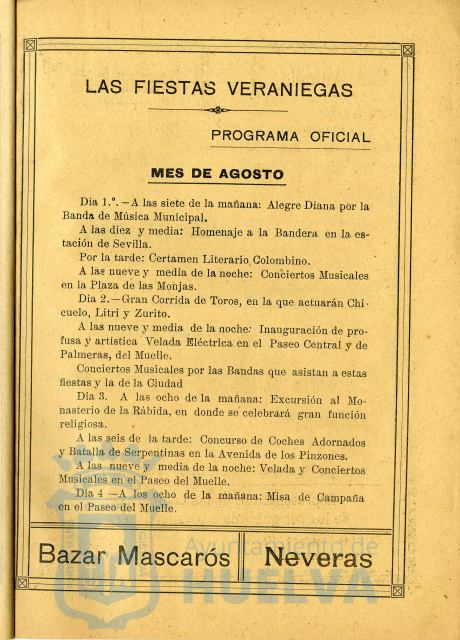 LAS FIESTAS VERANIEGAS
PROGRAMA OFICIAL
MES DE AGOSTO
Dia 1.º.—A las siete de la mañana: Alegre Diana por la
Banda de Música Municipal.
A las diez y media: Homenaje a la Bandera en la es-
tación de Sevilla.
Por la tarde: Certamen Literario Colombino.
A las nueve y media de la noche: Conciertos Musicales
en la Plaza de las Monjas.
Dia 2.—Gran Corrida de Toros, en la que actuarán Chi-
cuelo, Litri y Zurito.
A las nueve y media de la noche: Inauguración de pro-
fusa y artística Velada Eléctrica en el Paseo Central y de
Palmeras, del Muelle.
Conciertos Musicales por las Bandas que asistan a estas
fiestas y la de la Ciudad
Dia 3. A las ocho de la mañana: Excursión al Mo-
nasterio de la Rábida, en donde se celebrará gran función
religiosa.
A las seis de la tarde: Concurso de Coches Adornados
y Batalla de Serpentinas en la Avenida de los Pinzones.
A las nueve y media de la noche: Velada y Conciertos
Musicales en el Paseo del Muelle.
Dia 4 —A los ocho de la mañana: Misa de Campaña
en el Paseo del Muelle.
Ayuntamiento de
HUELVA
Bazar Mascarós Neveras